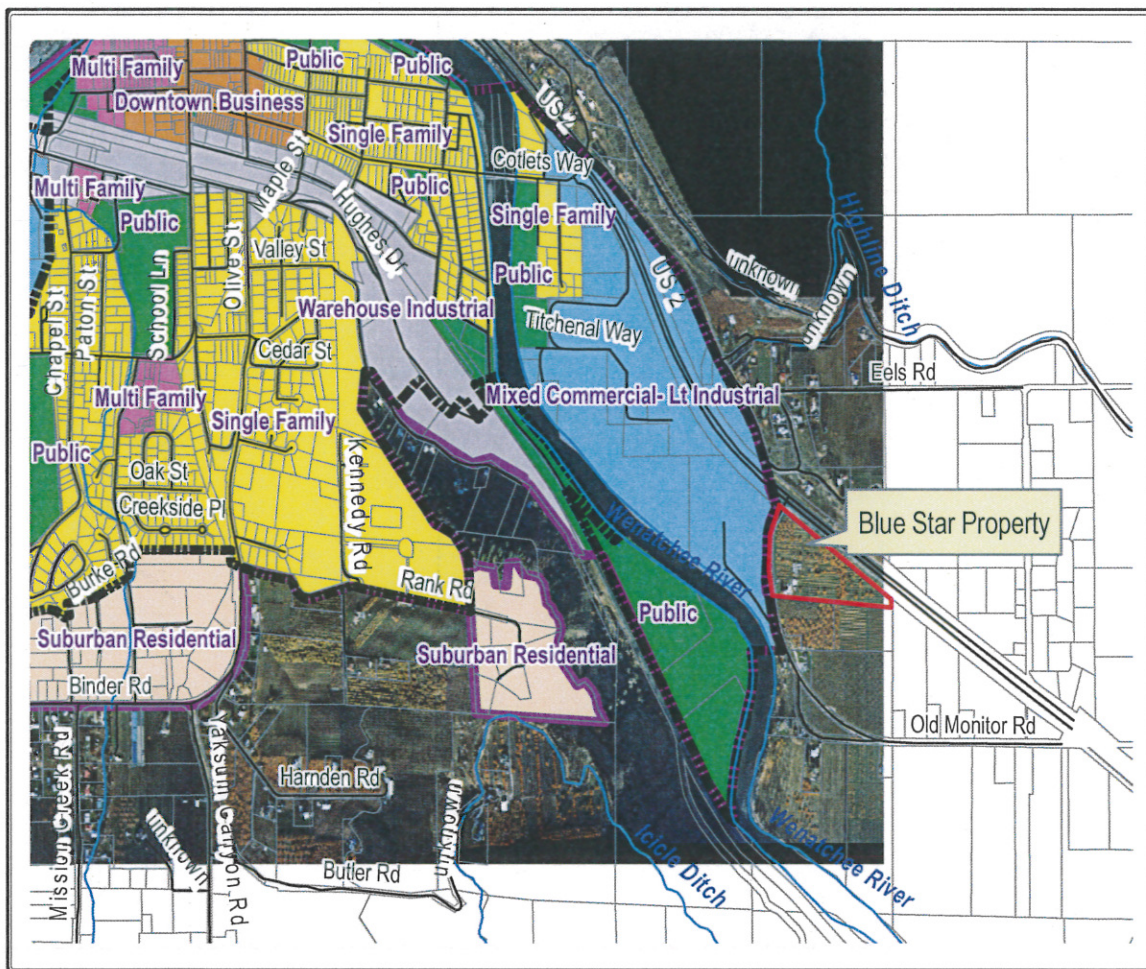 Multi Family
Public
Public
US 2
Downtown Business
Single Family
Maple St
Cotlets Way
Multi Family
Public
Public
Single Family
Hughes Dr
Highline Ditch
Chapel St
Paton St
School Ln
Olive St
Valley St
Public
US 2
unknown
unknown
Warehouse Industrial
Titchenal Way
Cedar St
Eels Rd
Multi Family
Mixed Commercial- Lt Industrial
Single Family
Public
Kennedy Rd
Oak St
Creekside Pl
Blue Star Property
Burke Rd
Rank Rd
Wenatchee River
Public
Suburban Residential
Suburban Residential
Binder Rd
Old Monitor Rd
Mission Creek Rd
Yaksum Canyon Rd
Harnden Rd
unknown
unknown
Butler Rd
Icicle Ditch
Wenatchee River